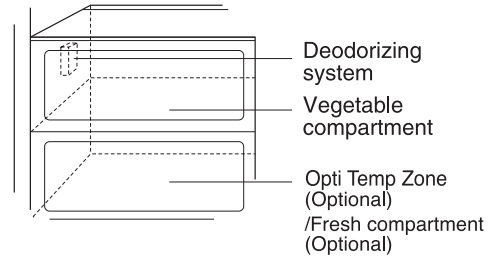 Deodorizing
system
Vegetable
compartment
Opti Temp Zone
(Optional)
/Fresh compartment
(Optional)